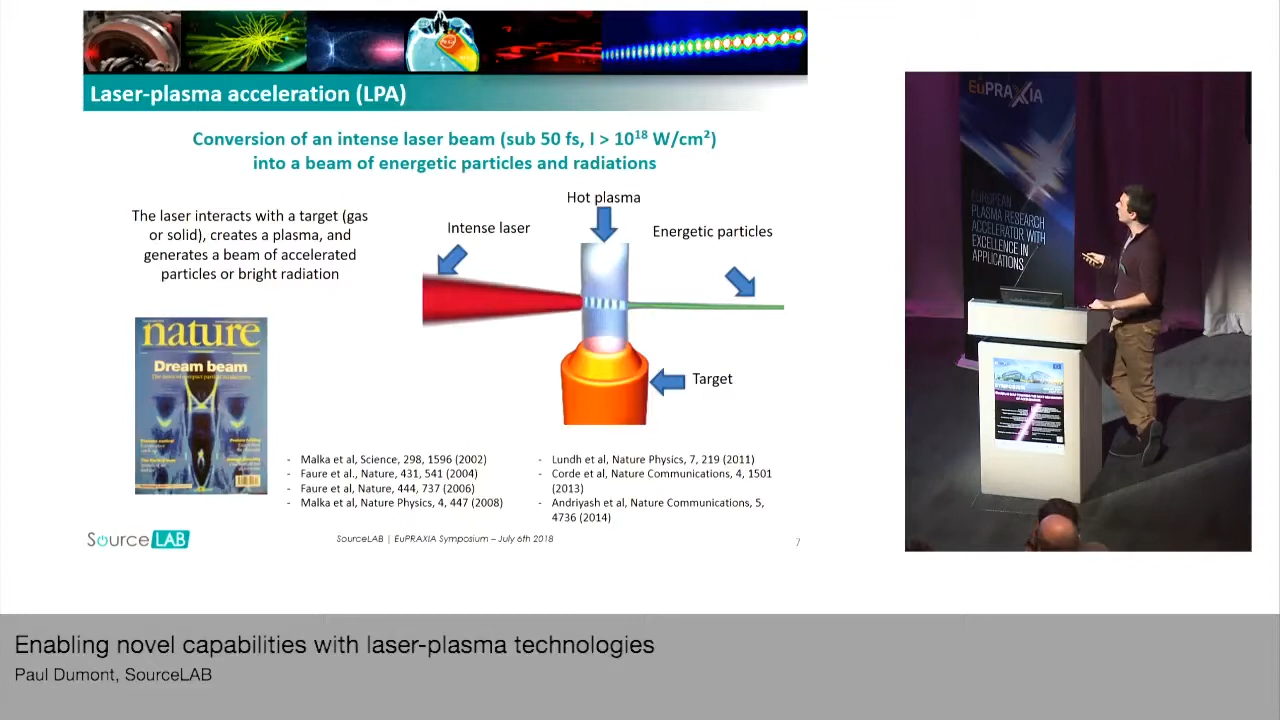 Laser-plasma acceleration (LPA)
Conversion of an intense laser beam (sub 50 fs, I > 10¹⁸ W/cm²)
into a beam of energetic particles and radiations
The laser interacts with a target (gas
or solid), creates a plasma, and
generates a beam of accelerated
particles or bright radiation
Hot plasma
Intense laser
Energetic particles
Target
nature
Dream beam
- Malka et al, Science, 298, 1596 (2002)
- Faure et al., Nature, 431, 541 (2004)
- Faure et al, Nature, 444, 737 (2006)
- Malka et al, Nature Physics, 4, 447 (2008)
- Lundh et al, Nature Physics, 7, 219 (2011)
- Corde et al, Nature Communications, 4, 1501
(2013)
- Andriyash et al, Nature Communications, 5,
4736 (2014)
Source LAB
SourceLAB | EuPRAXIA Symposium – July 6th 2018
7
EuPRAXIA
EUROPEAN
PLASMA RESEARCH
ACCELERATOR WITH
EXCELLENCE IN
APPLICATIONS
Enabling novel capabilities with laser-plasma technologies
Paul Dumont, SourceLAB